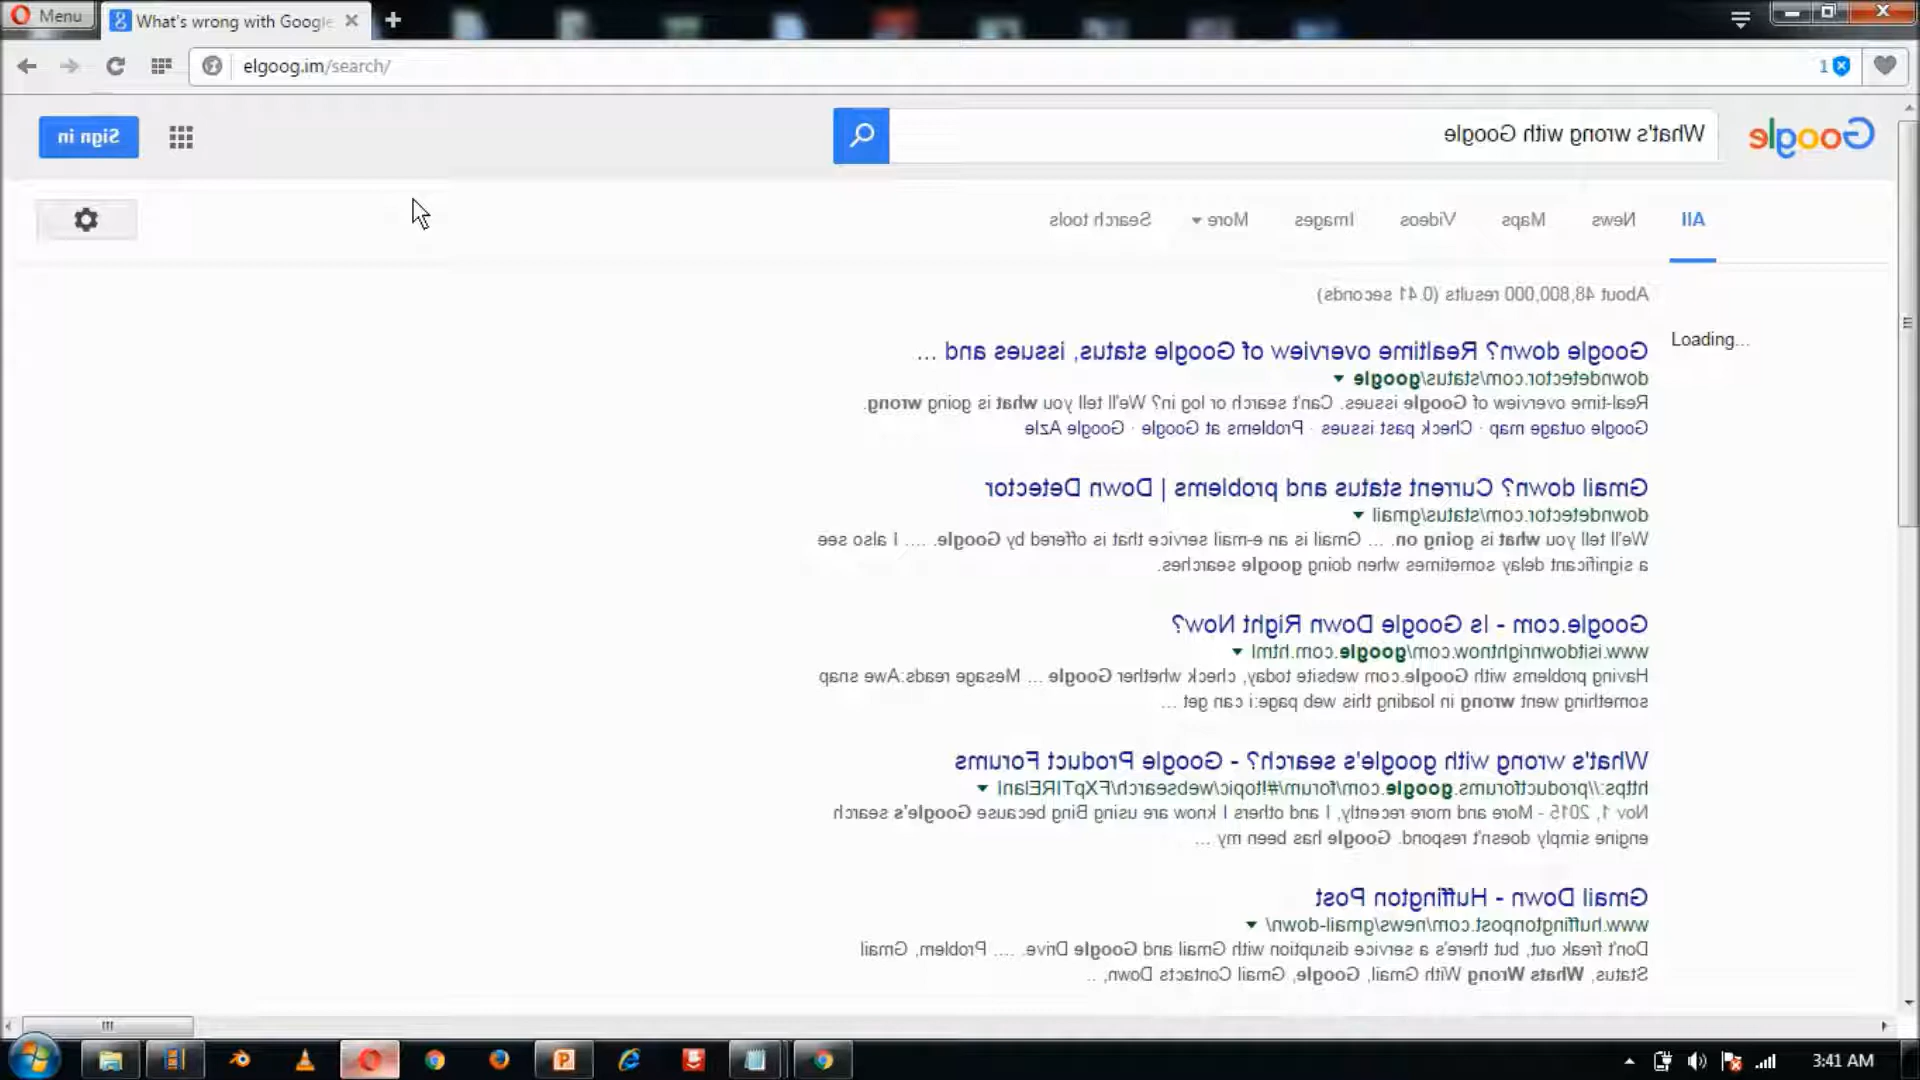 Menu
What's wrong with Google
elgoog.im/search/
1
Google
What's wrong with Google
Sign in
All News Maps Videos Images More Search tools
About 48,800,000 results (0.41 seconds)
Loading...
Google down? Realtime overview of Google status, issues and ...
downdetector.com/status/google
Real-time overview of Google issues. Can't search or log in? We'll tell you what is going wrong.
Google outage map · Check past issues · Problems at Google · Google Azle
Gmail down? Current status and problems | Down Detector
downdetector.com/status/gmail
We'll tell you what is going on. ... Gmail is an e-mail service that is offered by Google. .... I also see
a significant delay sometimes when doing google searches.
Google.com - Is Google Down Right Now?
www.isitdownrightnow.com/google.com.html
Having problems with Google.com website today, check whether Google ... Message reads:Awe snap
something went wrong in loading this web page:i can get ...
What's wrong with google's search? - Google Product Forums
https://productforums.google.com/forum/#!topic/websearch/FXpTIREIanI
Nov 1, 2015 - More and more recently, I and others I know are using Bing because Google's search
engine simply doesn't respond. Google has been my ...
Gmail Down - Huffington Post
www.huffingtonpost.com/news/gmail-down/
Don't freak out, but there's a service disruption with Gmail and Google Drive. .... Problem, Gmail
Status, Whats Wrong With Gmail, Google, Gmail Contacts Down, ..
3:41 AM